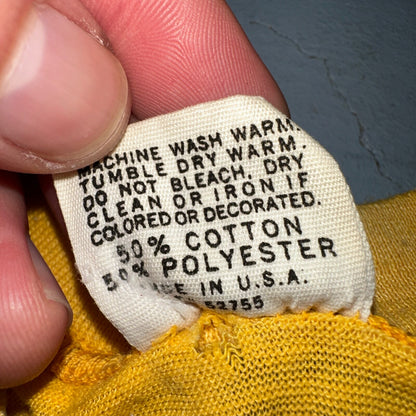 MACHINE WASH WARM.
TUMBLE DRY WARM.
DO NOT BLEACH. DRY
CLEAN OR IRON IF
COLORED OR DECORATED.
50% COTTON
50% POLYESTER
IN U.S.A.